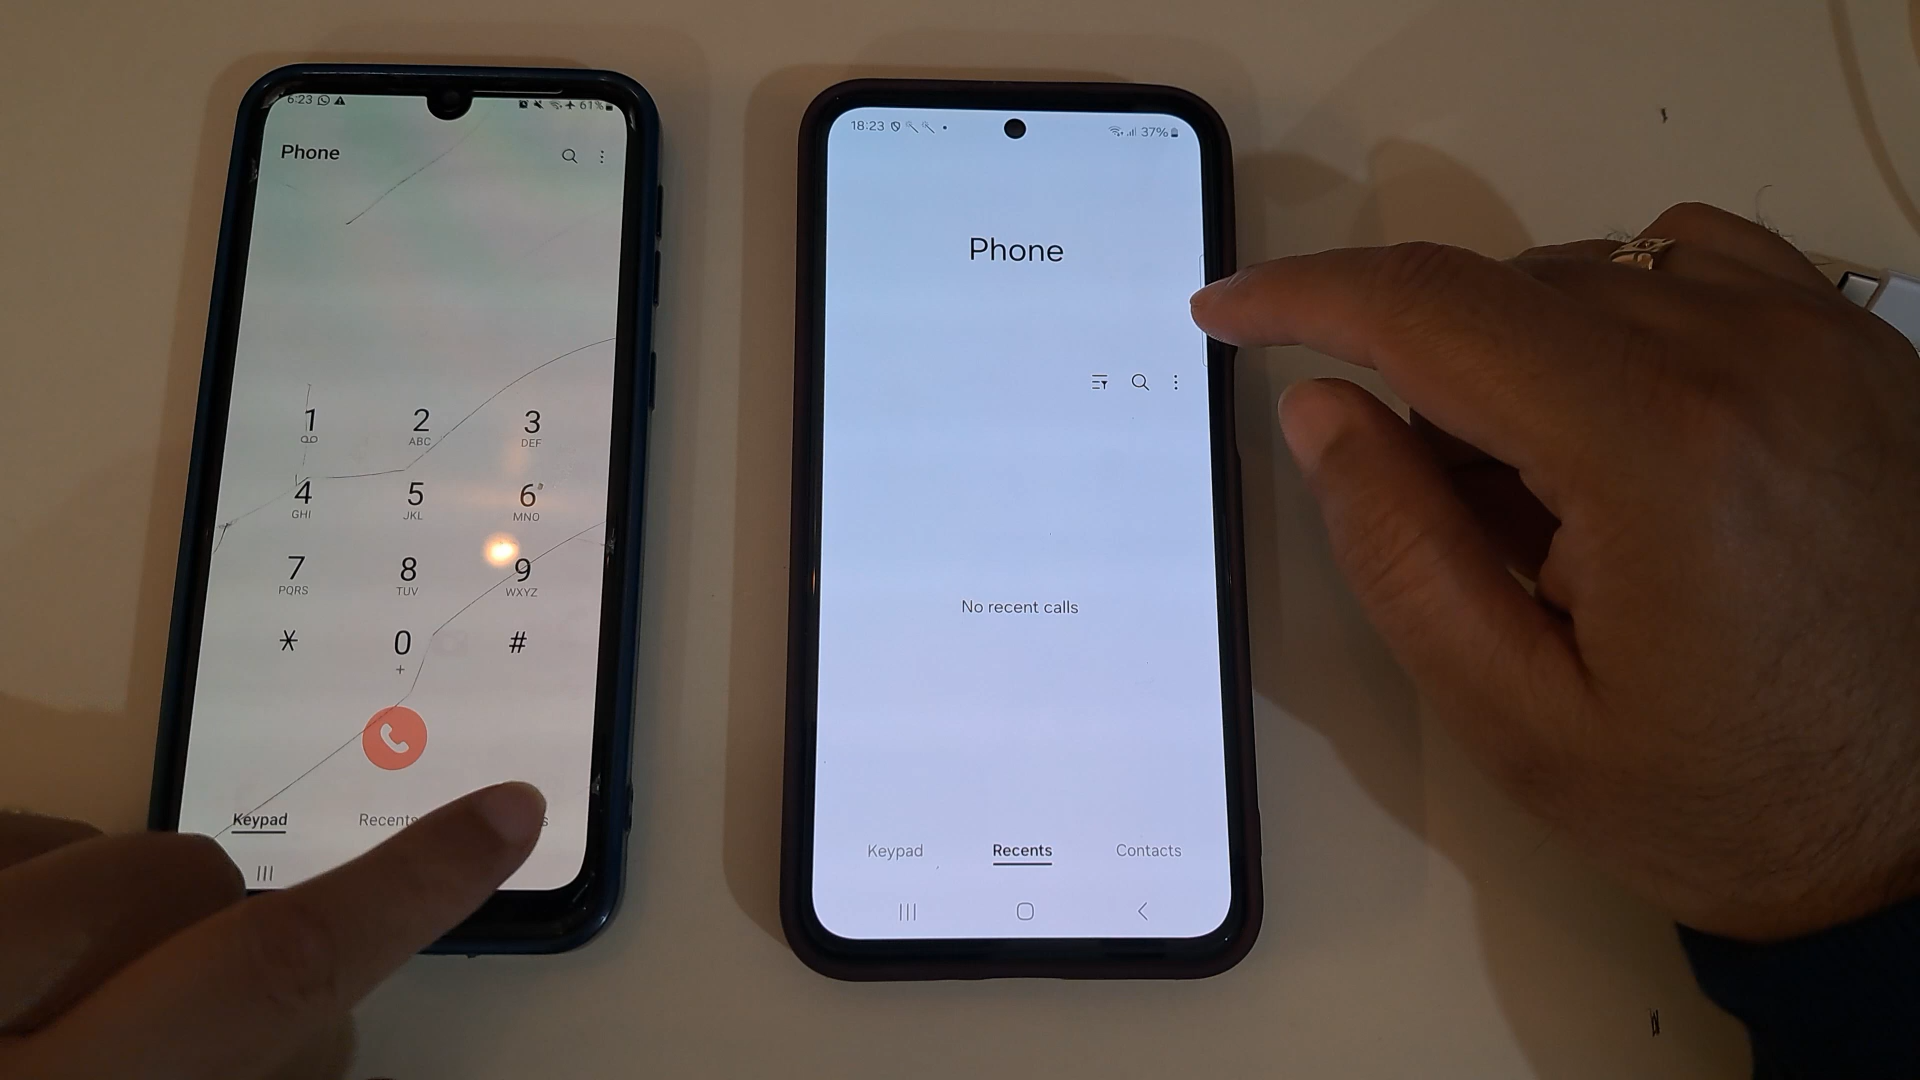 6:23
61%
Phone
1 2 3
ABC DEF
4 5 6
GHI JKL MNO
7 8 9
PQRS TUV WXYZ
* 0 #
+
Keypad Recents
18:23
37%
Phone
No recent calls
Keypad Recents Contacts